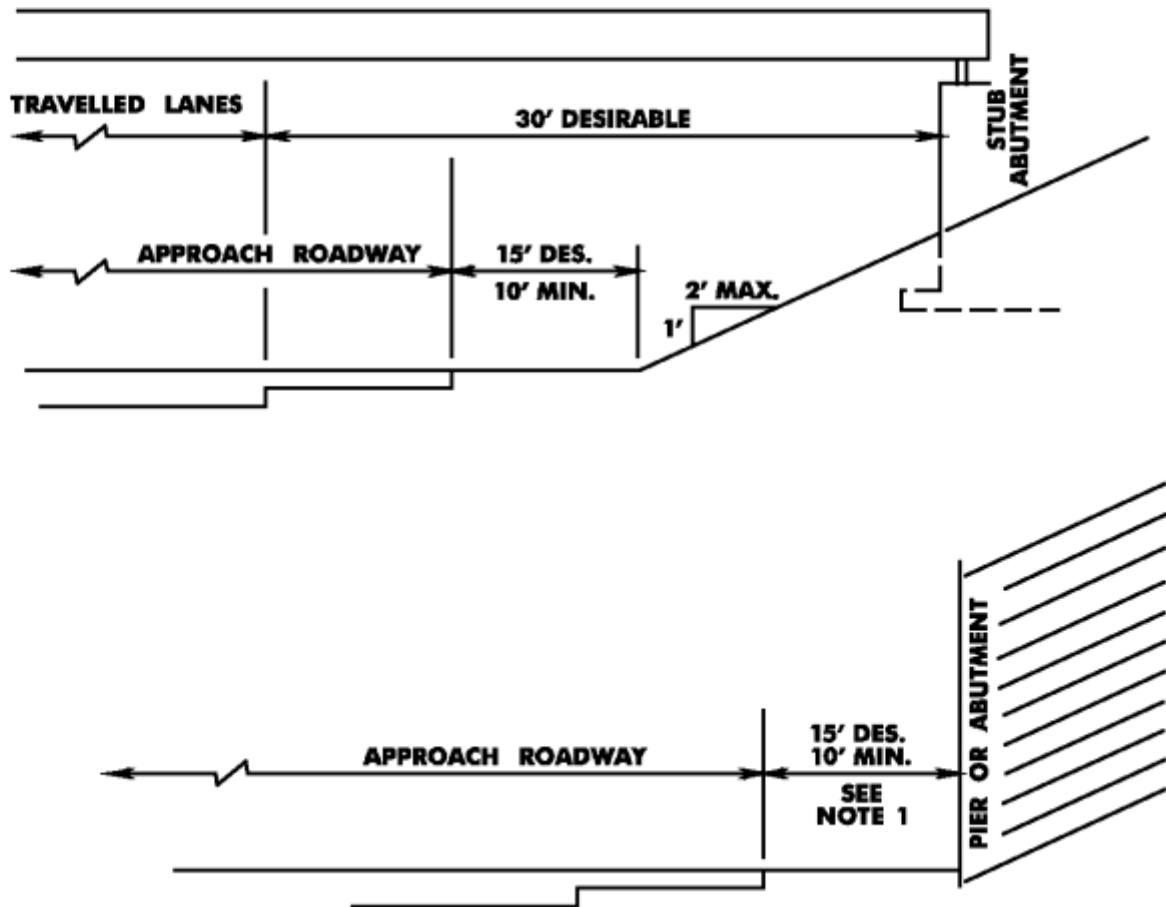 TRAVELLED LANES
30′ DESIRABLE
STUB
ABUTMENT
APPROACH ROADWAY
15′ DES.
10′ MIN.
2′ MAX.
1′
APPROACH ROADWAY
15′ DES.
10′ MIN.
SEE
NOTE 1
PIER OR ABUTMENT